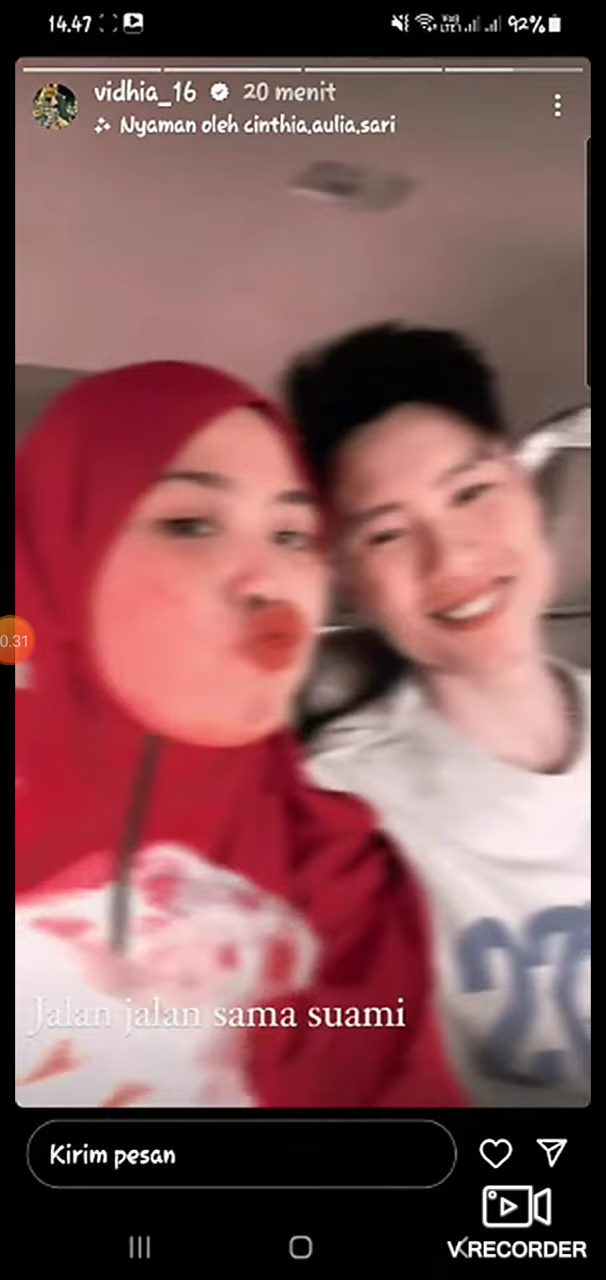 14.47
92%
vidhia_16 20 menit
Nyaman oleh cinthia.aulia.sari
0.31
Jalan jalan sama suami
Kirim pesan
VRECORDER